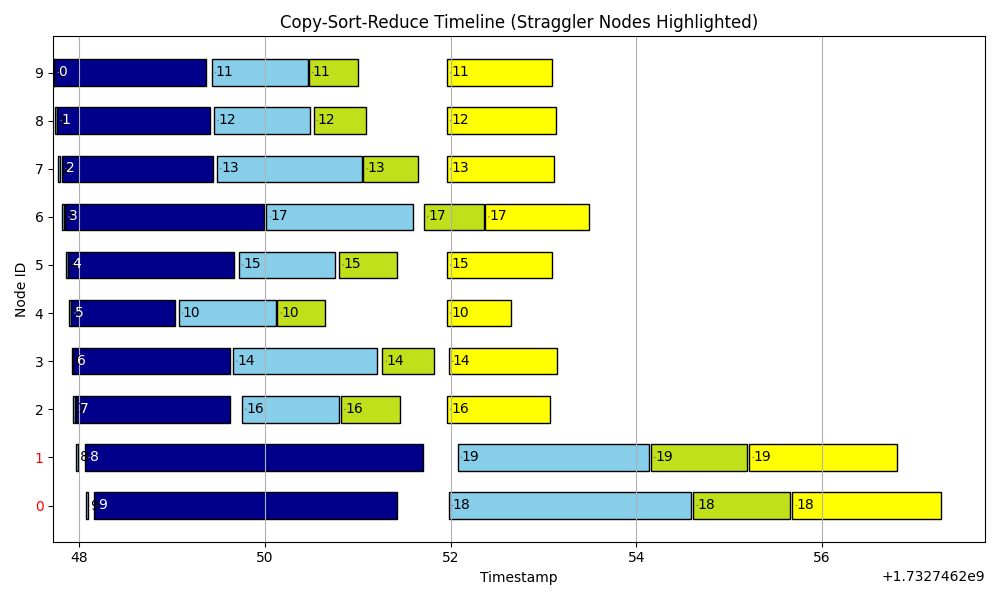 Copy-Sort-Reduce Timeline (Straggler Nodes Highlighted)
Node ID
9 0 11 11 11
8 1 12 12 12
7 2 13 13 13
6 3 17 17 17
5 4 15 15 15
4 5 10 10 10
3 6 14 14 14
2 7 16 16 16
1 8 8 19 19 19
0 9 9 18 18 18
48 50 52 54 56
+1.7327462e9
Timestamp